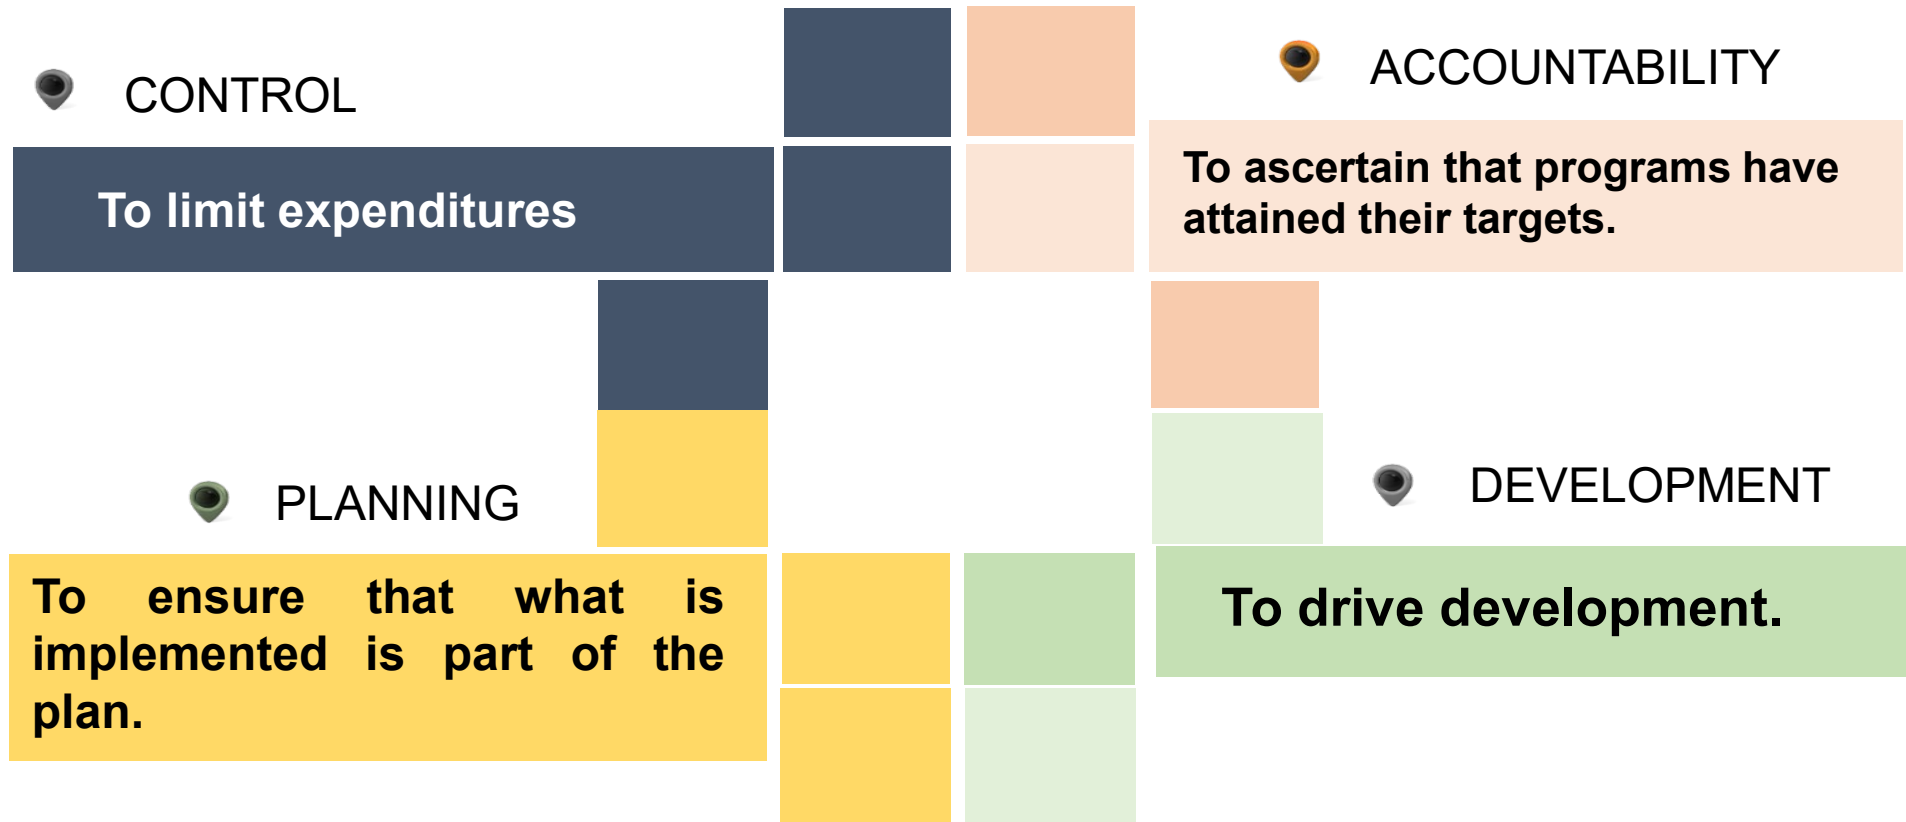 CONTROL
To limit expenditures
ACCOUNTABILITY
To ascertain that programs have
attained their targets.
PLANNING
To ensure that what is
implemented is part of the
plan.
DEVELOPMENT
To drive development.